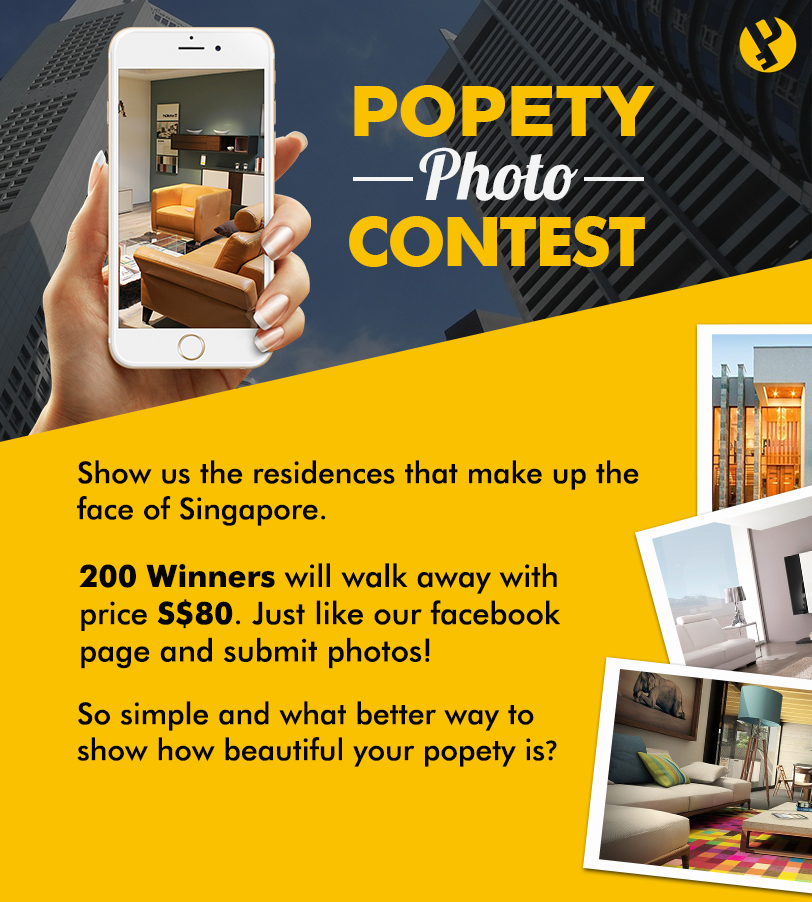 POPETY
Photo
CONTEST
Show us the residences that make up the
face of Singapore.
200 Winners will walk away with
price S$80. Just like our facebook
page and submit photos!
So simple and what better way to
show how beautiful your popety is?